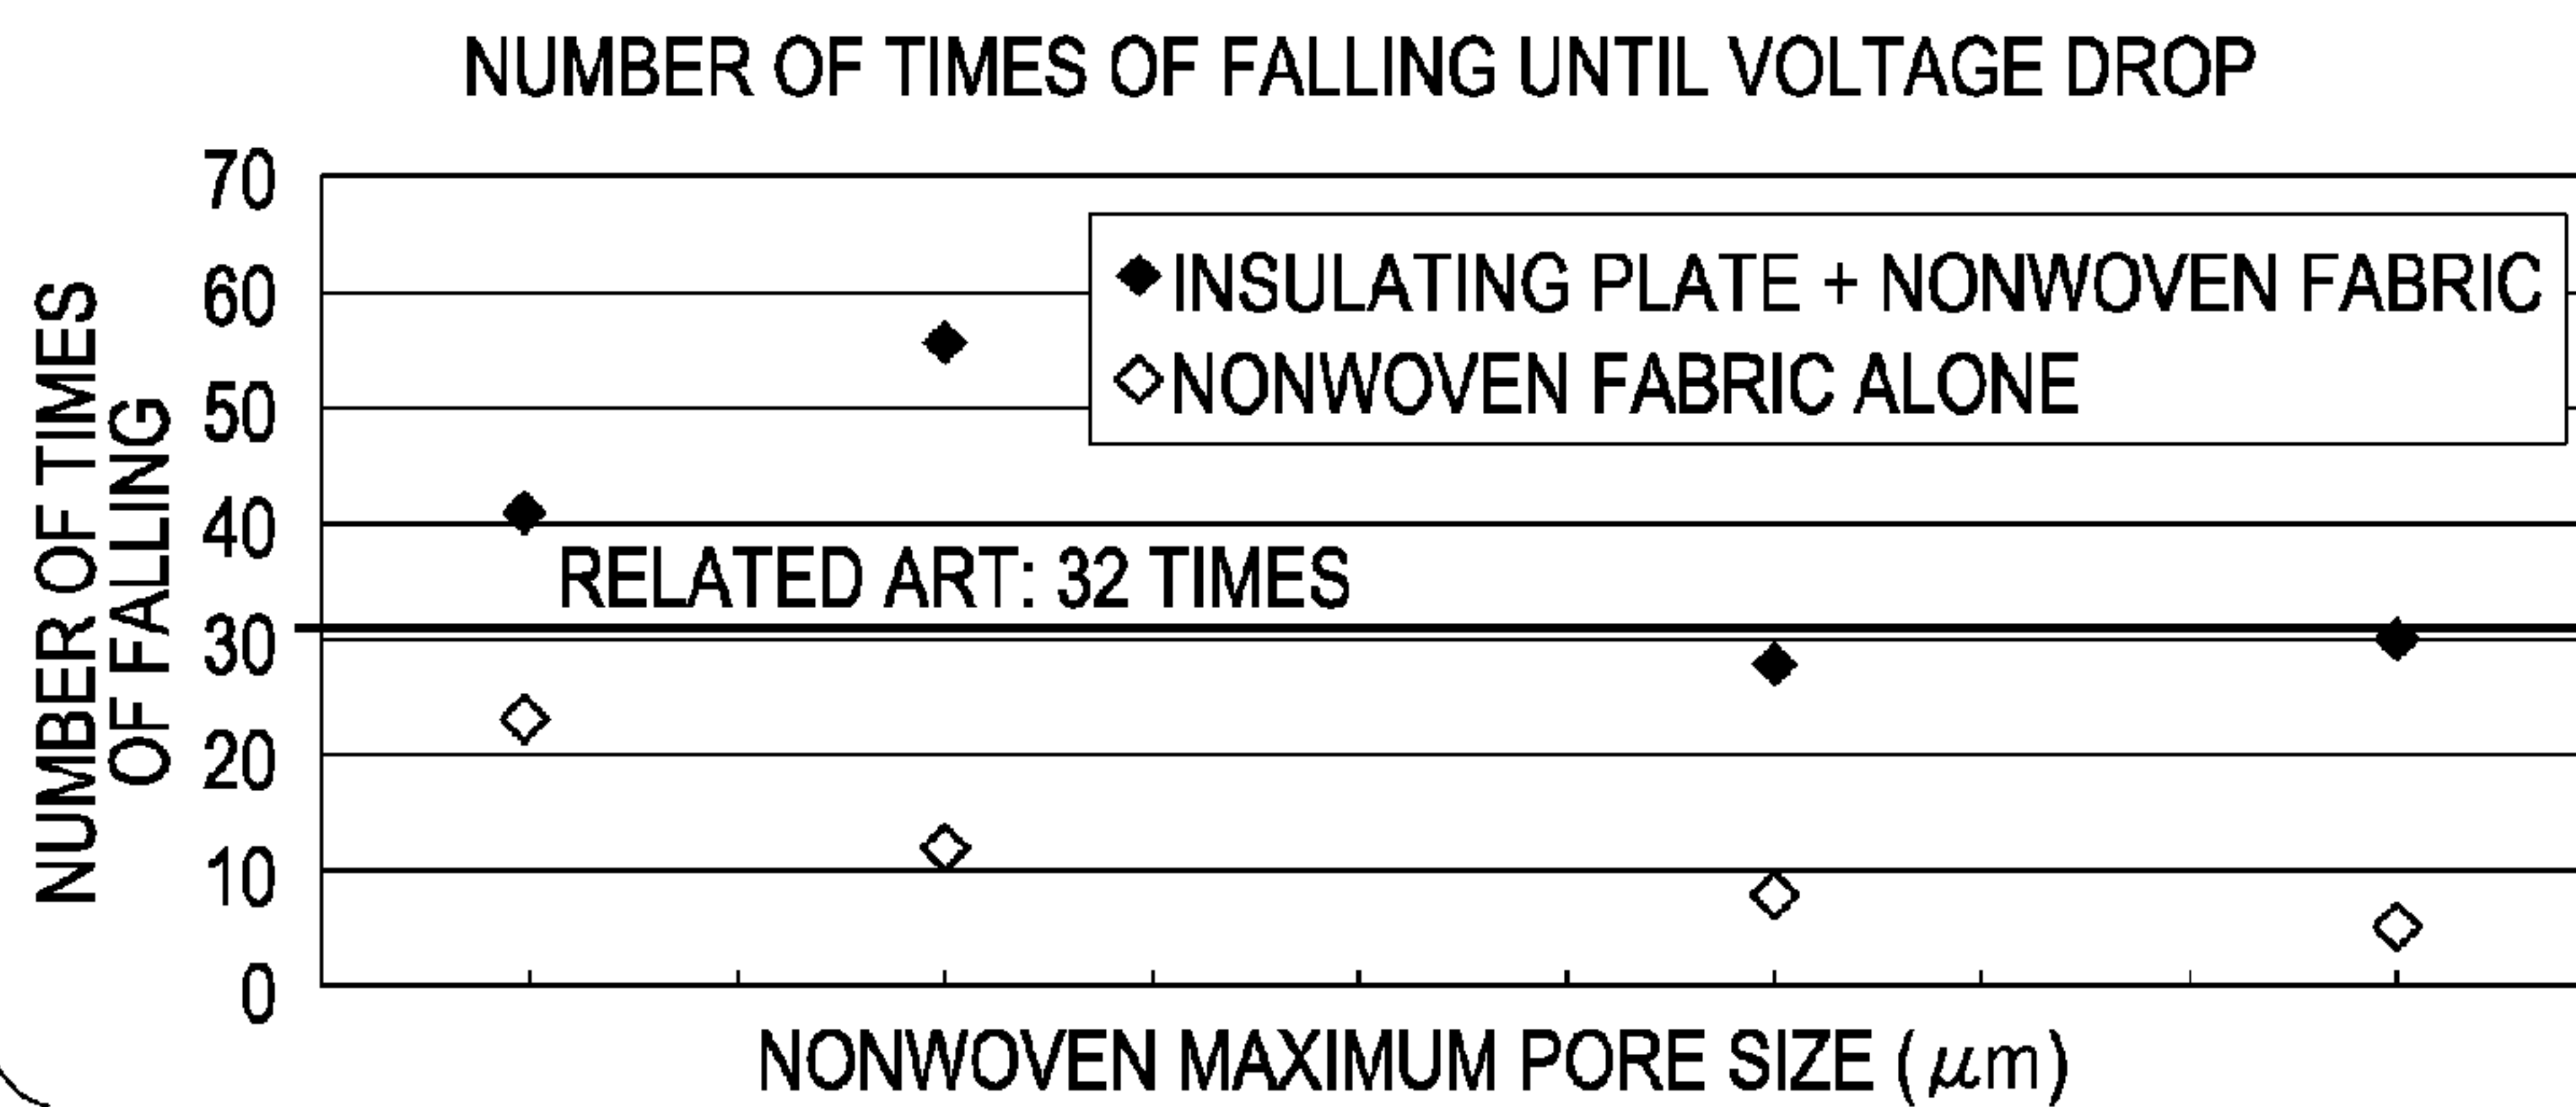 NUMBER OF TIMES OF FALLING UNTIL VOLTAGE DROP
NUMBER OF TIMES
OF FALLING
70
60
50
40
30
20
10
0
◆INSULATING PLATE + NONWOVEN FABRIC
◇NONWOVEN FABRIC ALONE
RELATED ART: 32 TIMES
NONWOVEN MAXIMUM PORE SIZE (μm)